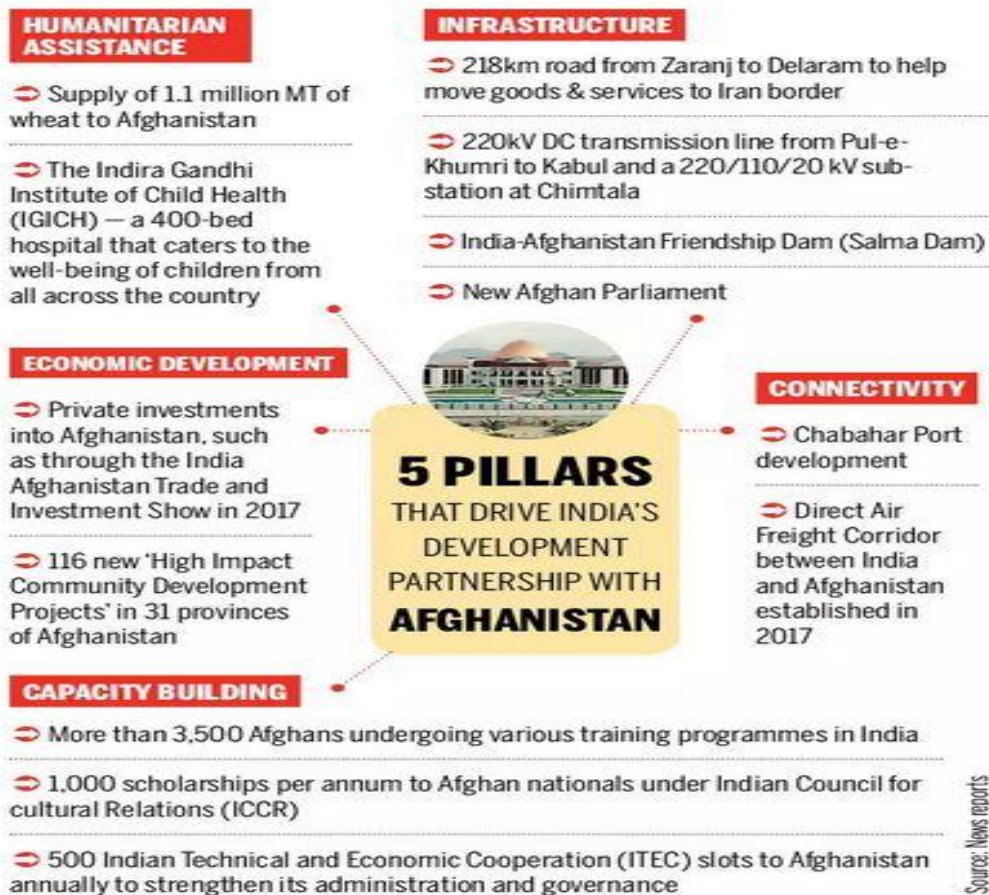 HUMANITARIAN
ASSISTANCE
➲ Supply of 1.1 million MT of
wheat to Afghanistan
➲ The Indira Gandhi
Institute of Child Health
(IGICH) — a 400-bed
hospital that caters to the
well-being of children from
all across the country
INFRASTRUCTURE
➲ 218km road from Zaranj to Delaram to help
move goods & services to Iran border
➲ 220kV DC transmission line from Pul-e-
Khumri to Kabul and a 220/110/20 kV sub-
station at Chimtala
➲ India-Afghanistan Friendship Dam (Salma Dam)
➲ New Afghan Parliament
ECONOMIC DEVELOPMENT
➲ Private investments
into Afghanistan, such
as through the India
Afghanistan Trade and
Investment Show in 2017
➲ 116 new ‘High Impact
Community Development
Projects’ in 31 provinces
of Afghanistan
5 PILLARS
THAT DRIVE INDIA’S
DEVELOPMENT
PARTNERSHIP WITH
AFGHANISTAN
CONNECTIVITY
➲ Chabahar Port
development
➲ Direct Air
Freight Corridor
between India
and Afghanistan
established in
2017
CAPACITY BUILDING
➲ More than 3,500 Afghans undergoing various training programmes in India
➲ 1,000 scholarships per annum to Afghan nationals under Indian Council for
cultural Relations (ICCR)
➲ 500 Indian Technical and Economic Cooperation (ITEC) slots to Afghanistan
annually to strengthen its administration and governance
Source: News reports